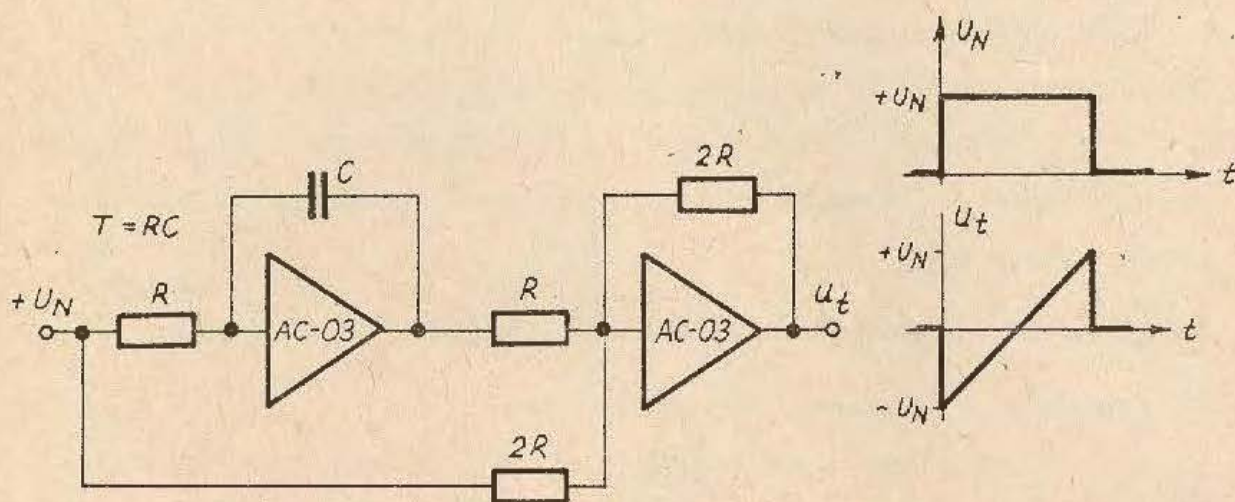 T = RC
C
2R
+ U_N
R
AC-03
R
AC-03
u_t
2R
U_N
+U_N
t
u_t
+U_N
t
-U_N